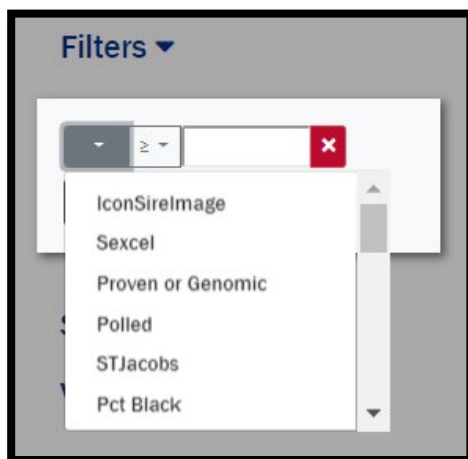 Filters
≥
IconSireImage
Sexcel
Proven or Genomic
Polled
STJacobs
Pct Black